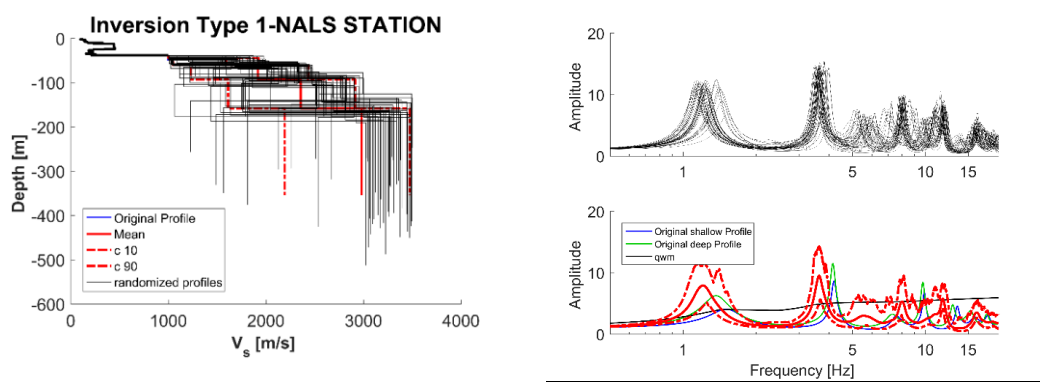 Inversion Type 1-NALS STATION
Depth [m]
0
-100
-200
-300
-400
-500
-600
Original Profile
Mean
c 10
c 90
randomized profiles
0
1000
2000
3000
4000
V_s [m/s]
Amplitude
20
10
0
1
5
10
15
Amplitude
20
10
0
Original shallow Profile
Original deep Profile
qwm
1
5
10
15
Frequency [Hz]